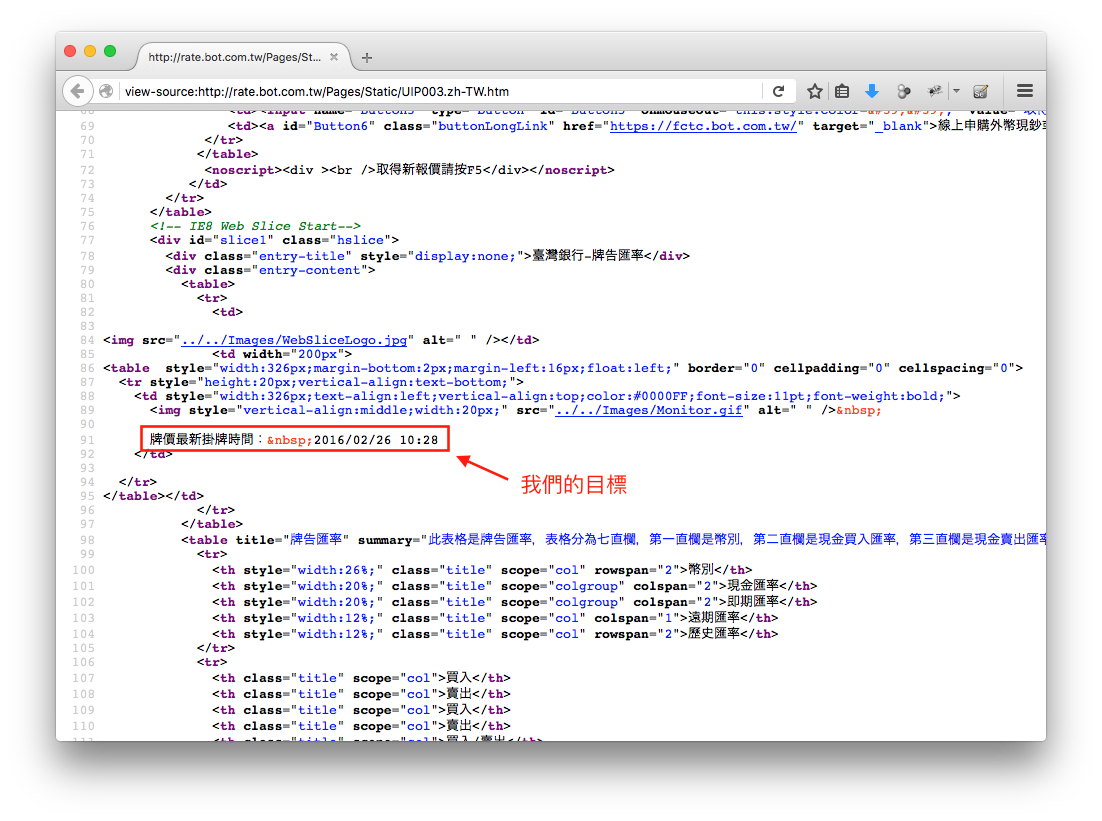 http://rate.bot.com.tw/Pages/St...
view-source:http://rate.bot.com.tw/Pages/Static/UIP003.zh-TW.htm
69 <td><a id="Button6" class="buttonLongLink" href="https://fctc.bot.com.tw/" target="_blank">線上申購外幣現鈔
70 </tr>
71 </table>
72 <noscript><div ><br />取得新報價請按F5</div></noscript>
73 </td>
74 </tr>
75 </table>
76 <!-- IE8 Web Slice Start-->
77 <div id="slice1" class="hslice">
78 <div class="entry-title" style="display:none;">臺灣銀行-牌告匯率</div>
79 <div class="entry-content">
80 <table>
81 <tr>
82 <td>
83
84 <img src="../../Images/WebSliceLogo.jpg" alt=" " /></td>
85 <td width="200px">
86 <table  style="width:326px;margin-bottom:2px;margin-left:16px;float:left;" border="0" cellpadding="0" cellspacing="0">
87 <tr style="height:20px;vertical-align:text-bottom;">
88 <td style="width:326px;text-align:left;vertical-align:top;color:#0000FF;font-size:11pt;font-weight:bold;">
89 <img style="vertical-align:middle;width:20px;" src="../../Images/Monitor.gif" alt=" " />&nbsp;
90
91 牌價最新掛牌時間：&nbsp;2016/02/26 10:28
92 </td>
93
我們的目標
94 </tr>
95 </table></td>
96 </tr>
97 </table>
98 <table title="牌告匯率" summary="此表格是牌告匯率，表格分為七直欄，第一直欄是幣別，第二直欄是現金買入匯率，第三直欄是現金賣出匯率
99 <tr>
100 <th style="width:26%;" class="title" scope="col" rowspan="2">幣別</th>
101 <th style="width:20%;" class="title" scope="colgroup" colspan="2">現金匯率</th>
102 <th style="width:20%;" class="title" scope="colgroup" colspan="2">即期匯率</th>
103 <th style="width:12%;" class="title" scope="col" colspan="1">遠期匯率</th>
104 <th style="width:12%;" class="title" scope="col" rowspan="2">歷史匯率</th>
105 </tr>
106 <tr>
107 <th class="title" scope="col">買入</th>
108 <th class="title" scope="col">賣出</th>
109 <th class="title" scope="col">買入</th>
110 <th class="title" scope="col">賣出</th>